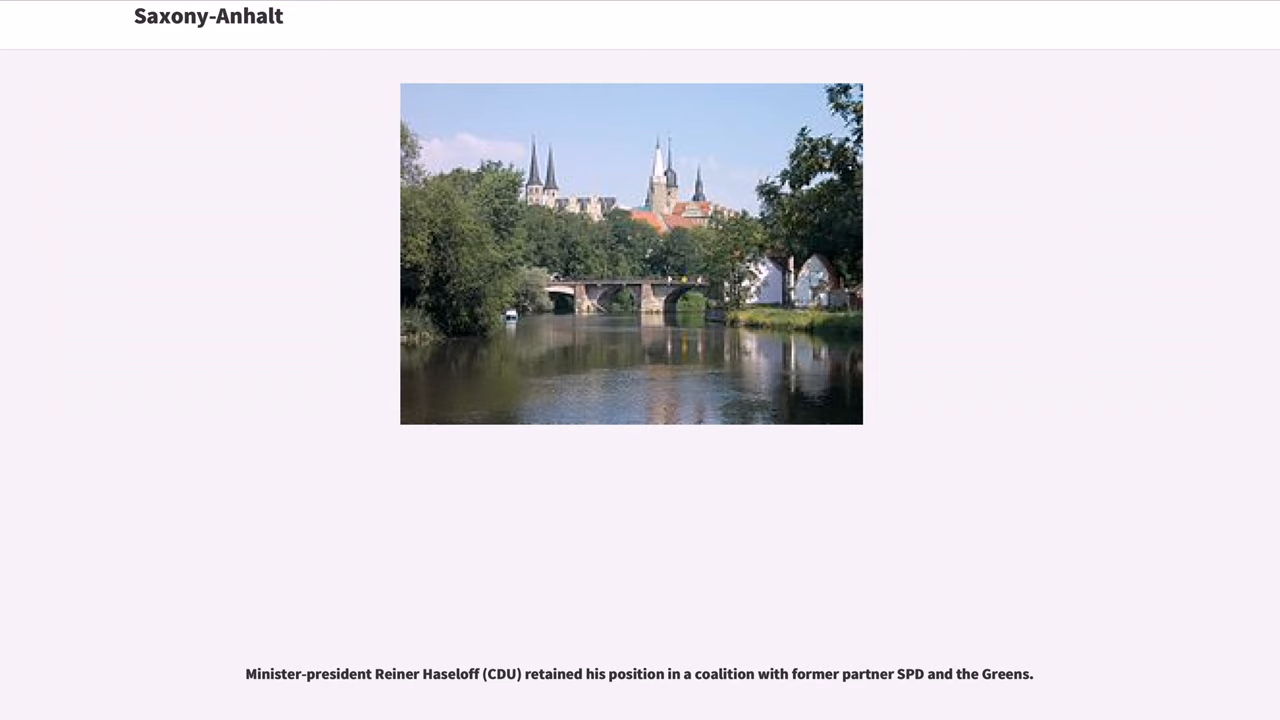 Saxony-Anhalt
Minister-president Reiner Haseloff (CDU) retained his position in a coalition with former partner SPD and the Greens.